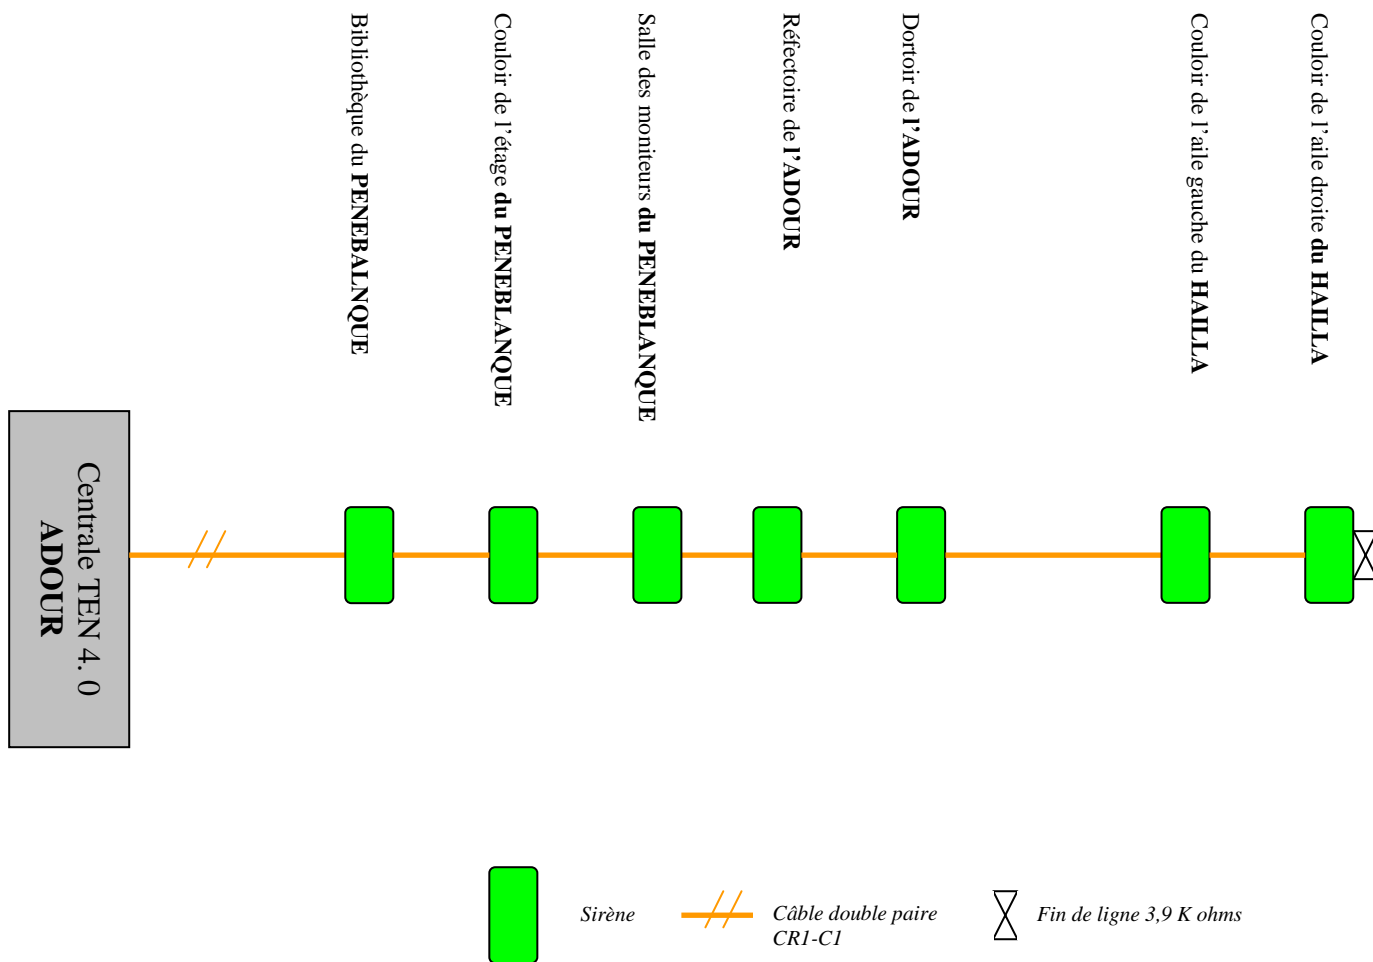 Bibliothèque du PENEBALNQUE
Couloir de l'étage du PENEBLANQUE
Salle des moniteurs du PENEBLANQUE
Réfectoire de l'ADOUR
Dortoir de l'ADOUR
Couloir de l'aile gauche du HAILLA
Couloir de l'aile droite du HAILLA
Centrale TEN 4. 0
ADOUR
Sirène
Câble double paire
CR1-C1
Fin de ligne 3,9 K ohms